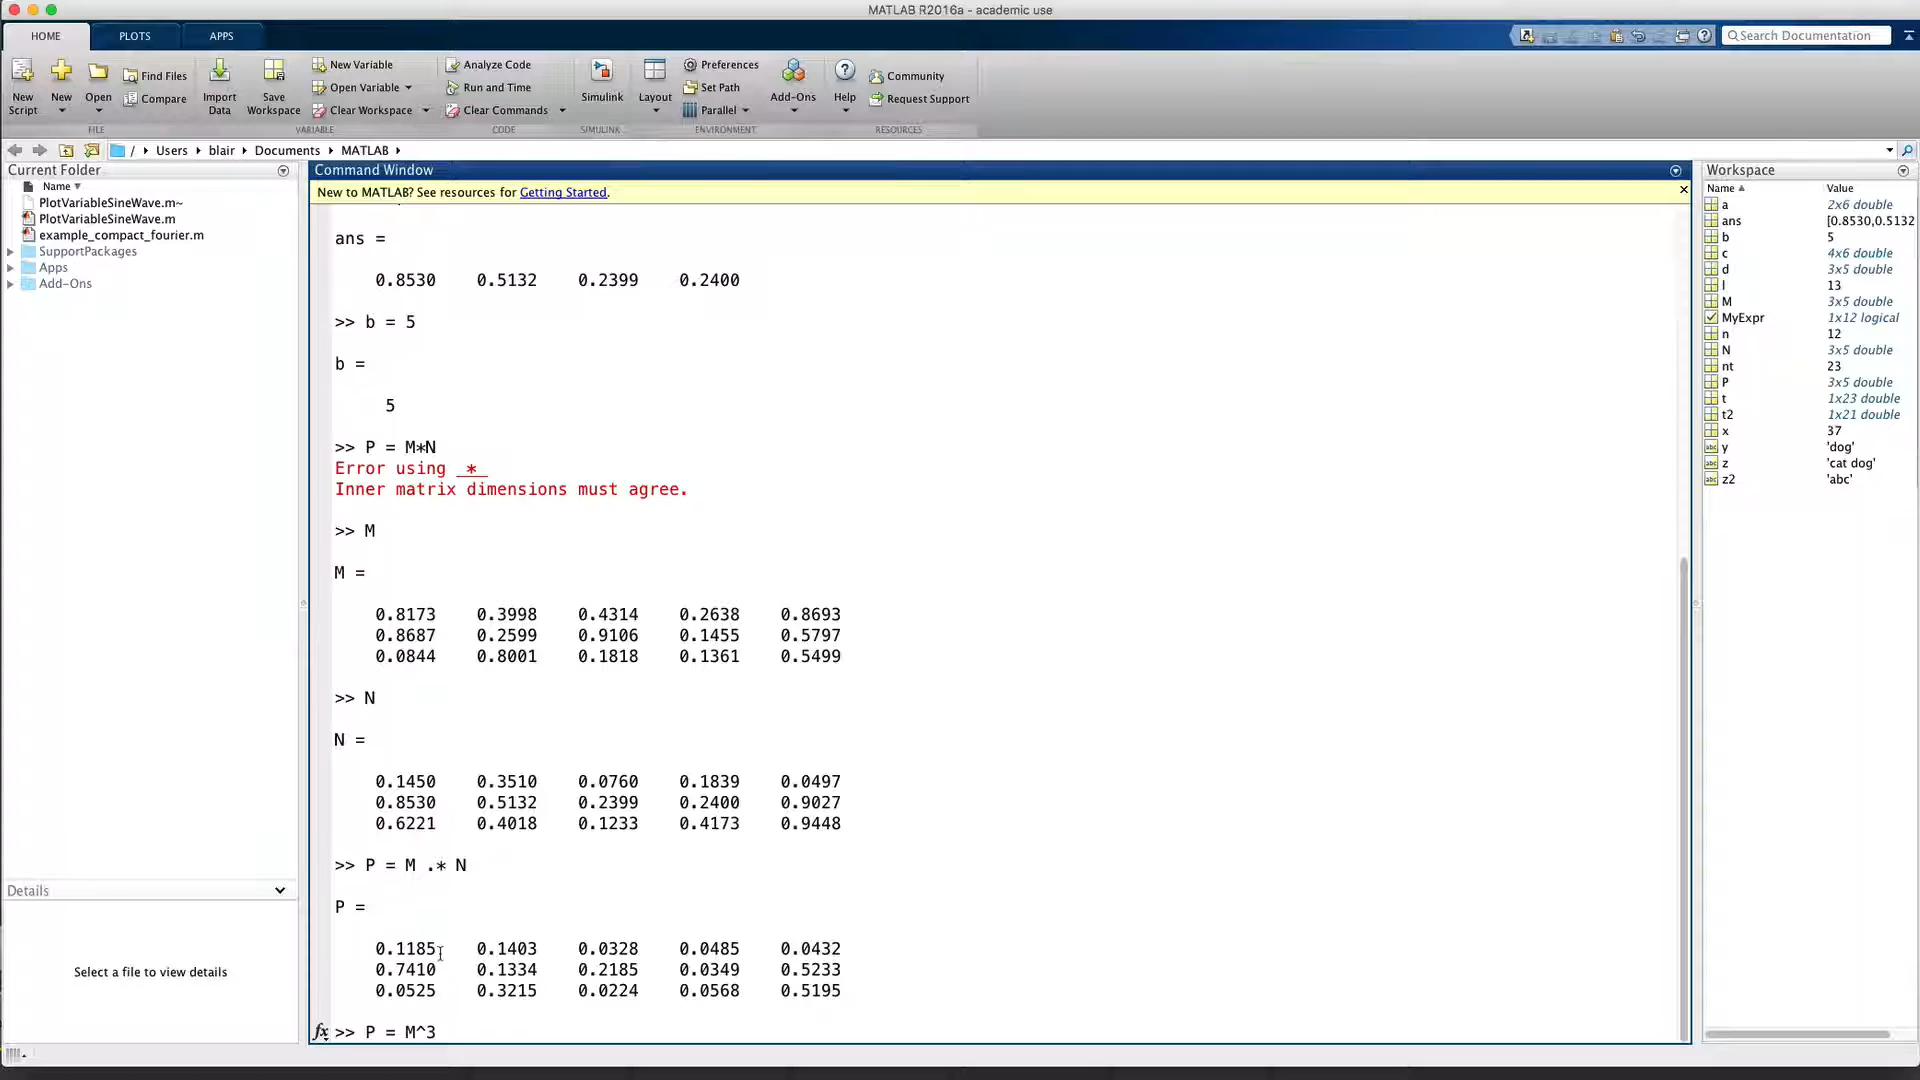 MATLAB R2016a - academic use
HOME PLOTS APPS
Search Documentation
New Script
New
Open
Find Files
Compare
Import Data
Save Workspace
New Variable
Open Variable
Clear Workspace
Analyze Code
Run and Time
Clear Commands
Simulink
Layout
Preferences
Set Path
Parallel
Add-Ons
Help
Community
Request Support
FILE VARIABLE CODE SIMULINK ENVIRONMENT RESOURCES
/ Users blair Documents MATLAB
Current Folder
Name
PlotVariableSineWave.m~
PlotVariableSineWave.m
example_compact_fourier.m
SupportPackages
Apps
Add-Ons
Details
Select a file to view details
Command Window
New to MATLAB? See resources for Getting Started.
ans =
0.8530 0.5132 0.2399 0.2400
>> b = 5
b =
5
>> P = M*N
Error using *
Inner matrix dimensions must agree.
>> M
M =
0.8173 0.3998 0.4314 0.2638 0.8693
0.8687 0.2599 0.9106 0.1455 0.5797
0.0844 0.8001 0.1818 0.1361 0.5499
>> N
N =
0.1450 0.3510 0.0760 0.1839 0.0497
0.8530 0.5132 0.2399 0.2400 0.9027
0.6221 0.4018 0.1233 0.4173 0.9448
>> P = M .* N
P =
0.1185 0.1403 0.0328 0.0485 0.0432
0.7410 0.1334 0.2185 0.0349 0.5233
0.0525 0.3215 0.0224 0.0568 0.5195
fx >> P = M^3
Workspace
Name Value
a 2x6 double
ans [0.8530,0.5132
b 5
c 4x6 double
d 3x5 double
l 13
M 3x5 double
MyExpr 1x12 logical
n 12
N 3x5 double
nt 23
P 3x5 double
t 1x23 double
t2 1x21 double
x 37
abc y 'dog'
abc z 'cat dog'
abc z2 'abc'